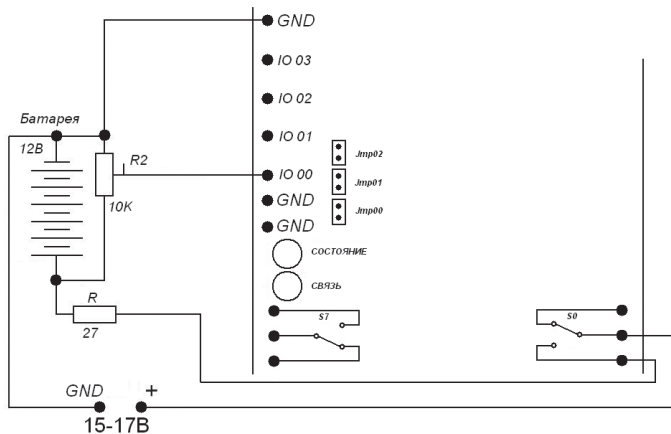 GND
IO 03
IO 02
Батарея
IO 01
12В
R2
Jmp02
IO 00
Jmp01
10K
GND
Jmp00
GND
СОСТОЯНИЕ
СВЯЗЬ
R
S7
S0
27
GND
+
15-17В